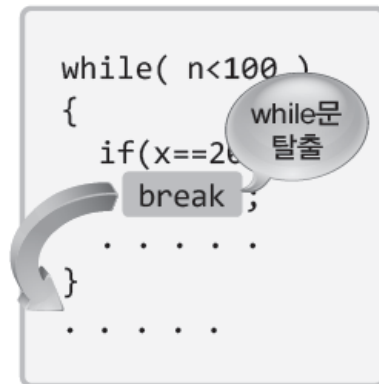 while( n<100 )
{
while문
탈출
if(x==20
break ;
. . . . .
}
. . . . .